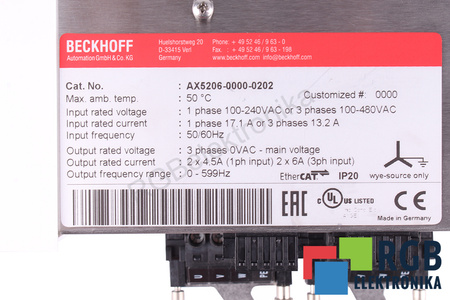 BECKHOFF
Automation GmbH & Co. KG
Huelshorstweg 20
D-33415 Verl
Germany
Phone: + 49 52 46 / 9 63 - 0
Fax: + 49 52 46 / 9 63 - 198
www.beckhoff.com info@beckhoff.com
Cat. No. : AX5206-0000-0202
Max. amb. temp. : 50 °C Customized #: 0000
Input rated voltage : 1 phase 100-240VAC or 3 phases 100-480VAC
Input rated current : 1 phase 17.1 A or 3 phases 13.2 A
Input frequency : 50/60Hz
Output rated voltage : 3 phases 0VAC - main voltage
Output rated current : 2 x 4.5A (1ph input) 2 x 6A (3ph input)
Output frequency range : 0 - 599Hz
EtherCAT IP20 wye-source only
RGB Elektronika
EAC
C UL US LISTED
CE Made in Germany
RGB
ELEKTRONIKA